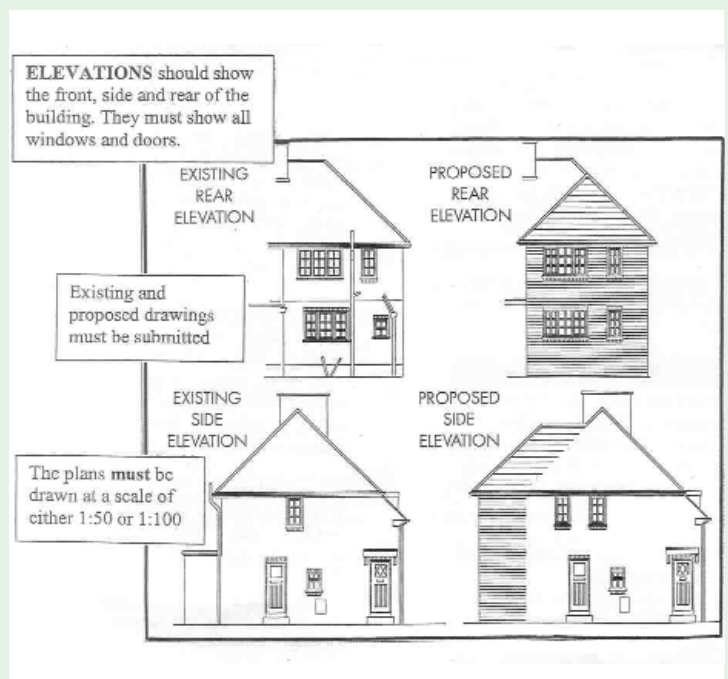 ELEVATIONS should show
the front, side and rear of the
building. They must show all
windows and doors.
EXISTING
REAR
ELEVATION
PROPOSED
REAR
ELEVATION
Existing and
proposed drawings
must be submitted
EXISTING
SIDE
ELEVATION
PROPOSED
SIDE
ELEVATION
The plans must be
drawn at a scale of
either 1:50 or 1:100